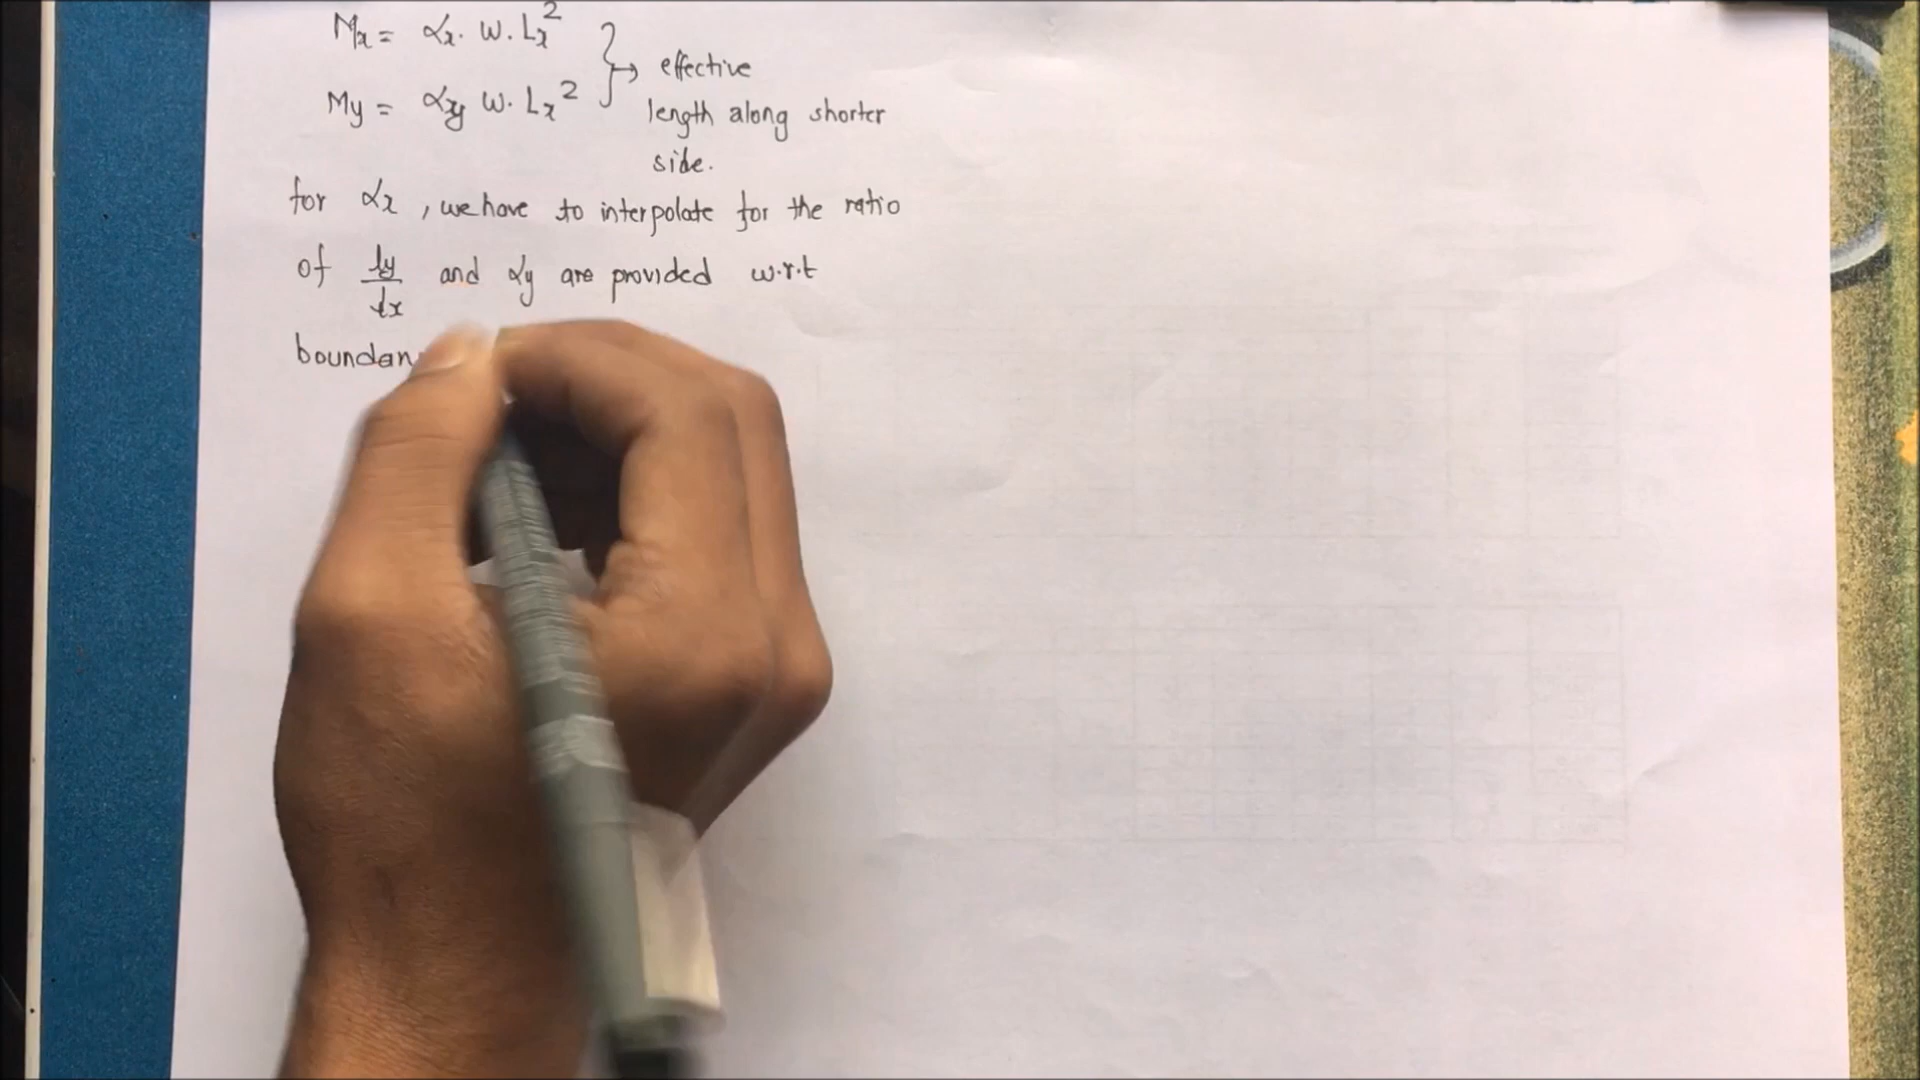 Mx = αx. W. Lx²
My = αy W. Lx²
→ effective
length along shorter
side.
for αx, we have to interpolate for the ratio
of ly/lx and αy are provided w.r.t
boundary